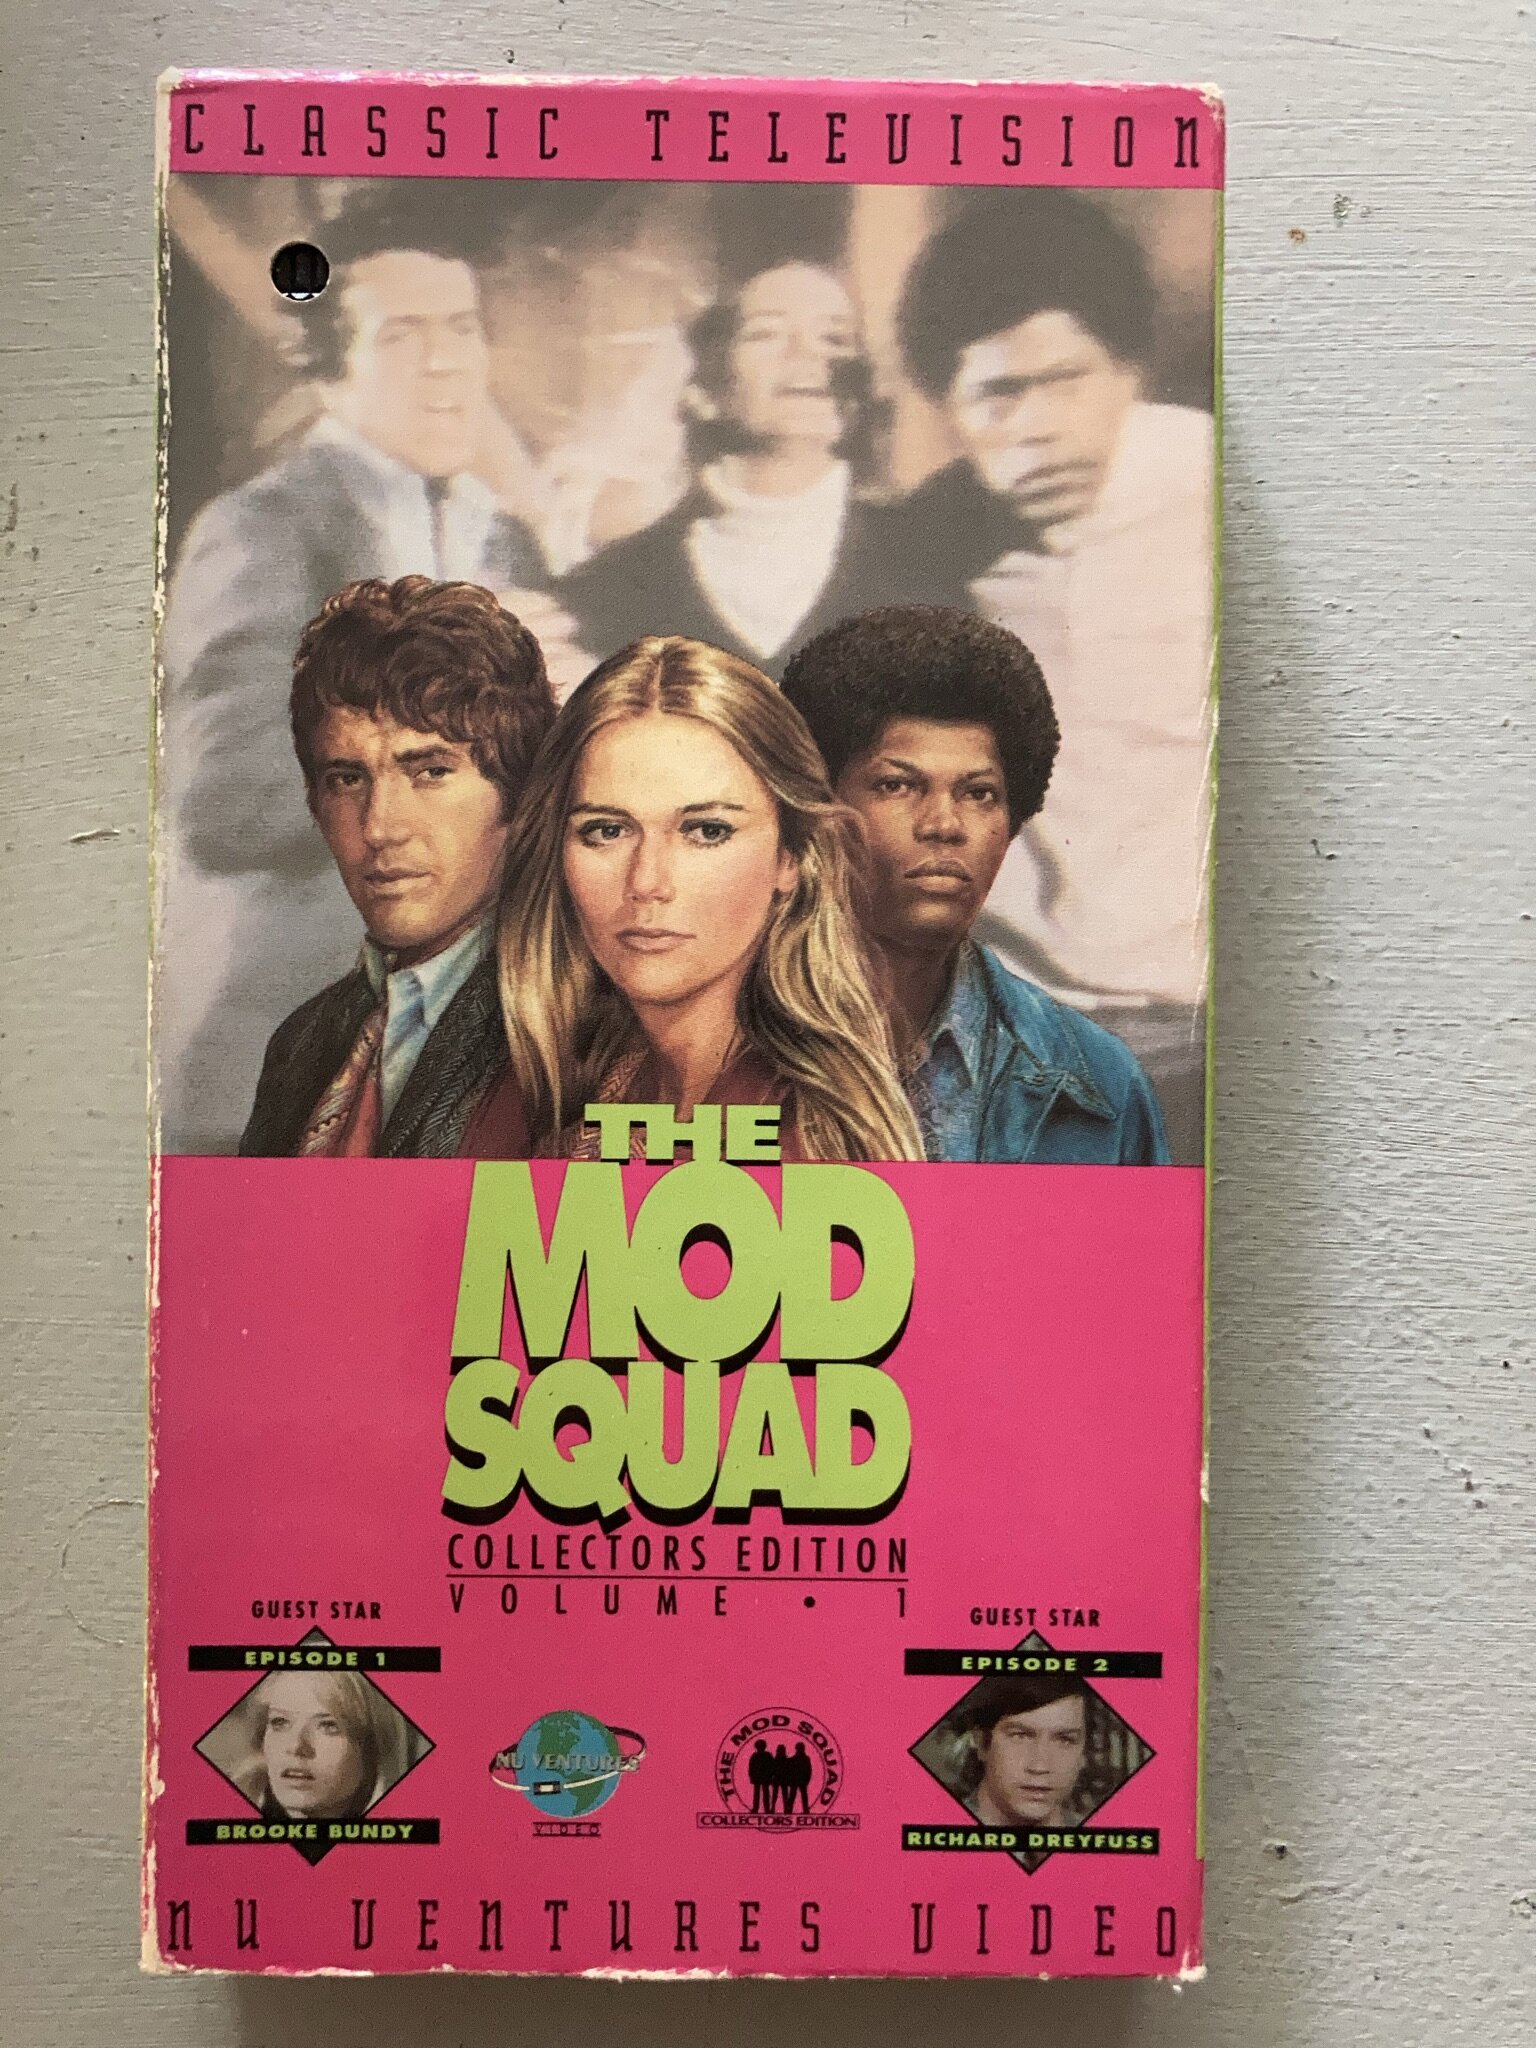 CLASSIC TELEVISION
THE
MOD
SQUAD
COLLECTORS EDITION
VOLUME • 1
GUEST STAR
EPISODE 1
BROOKE BUNDY
NU VENTURES
VIDEO
THE MOD SQUAD
COLLECTORS EDITION
GUEST STAR
EPISODE 2
RICHARD DREYFUSS
NU VENTURES VIDEO